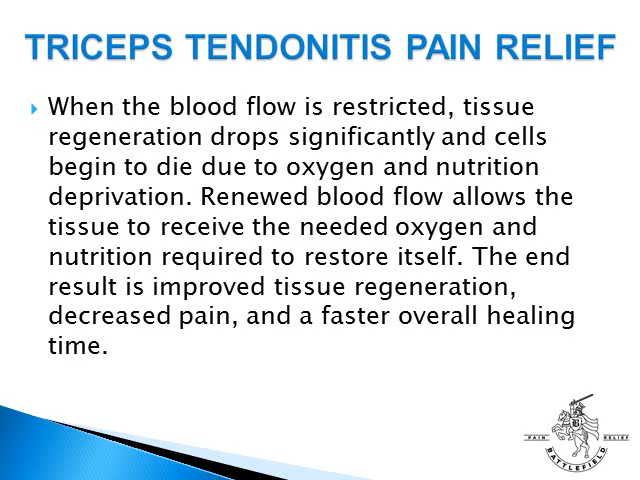 TRICEPS TENDONITIS PAIN RELIEF
When the blood flow is restricted, tissue
regeneration drops significantly and cells
begin to die due to oxygen and nutrition
deprivation. Renewed blood flow allows the
tissue to receive the needed oxygen and
nutrition required to restore itself. The end
result is improved tissue regeneration,
decreased pain, and a faster overall healing
time.
B
PAIN RELIEF
BATTLEFIELD